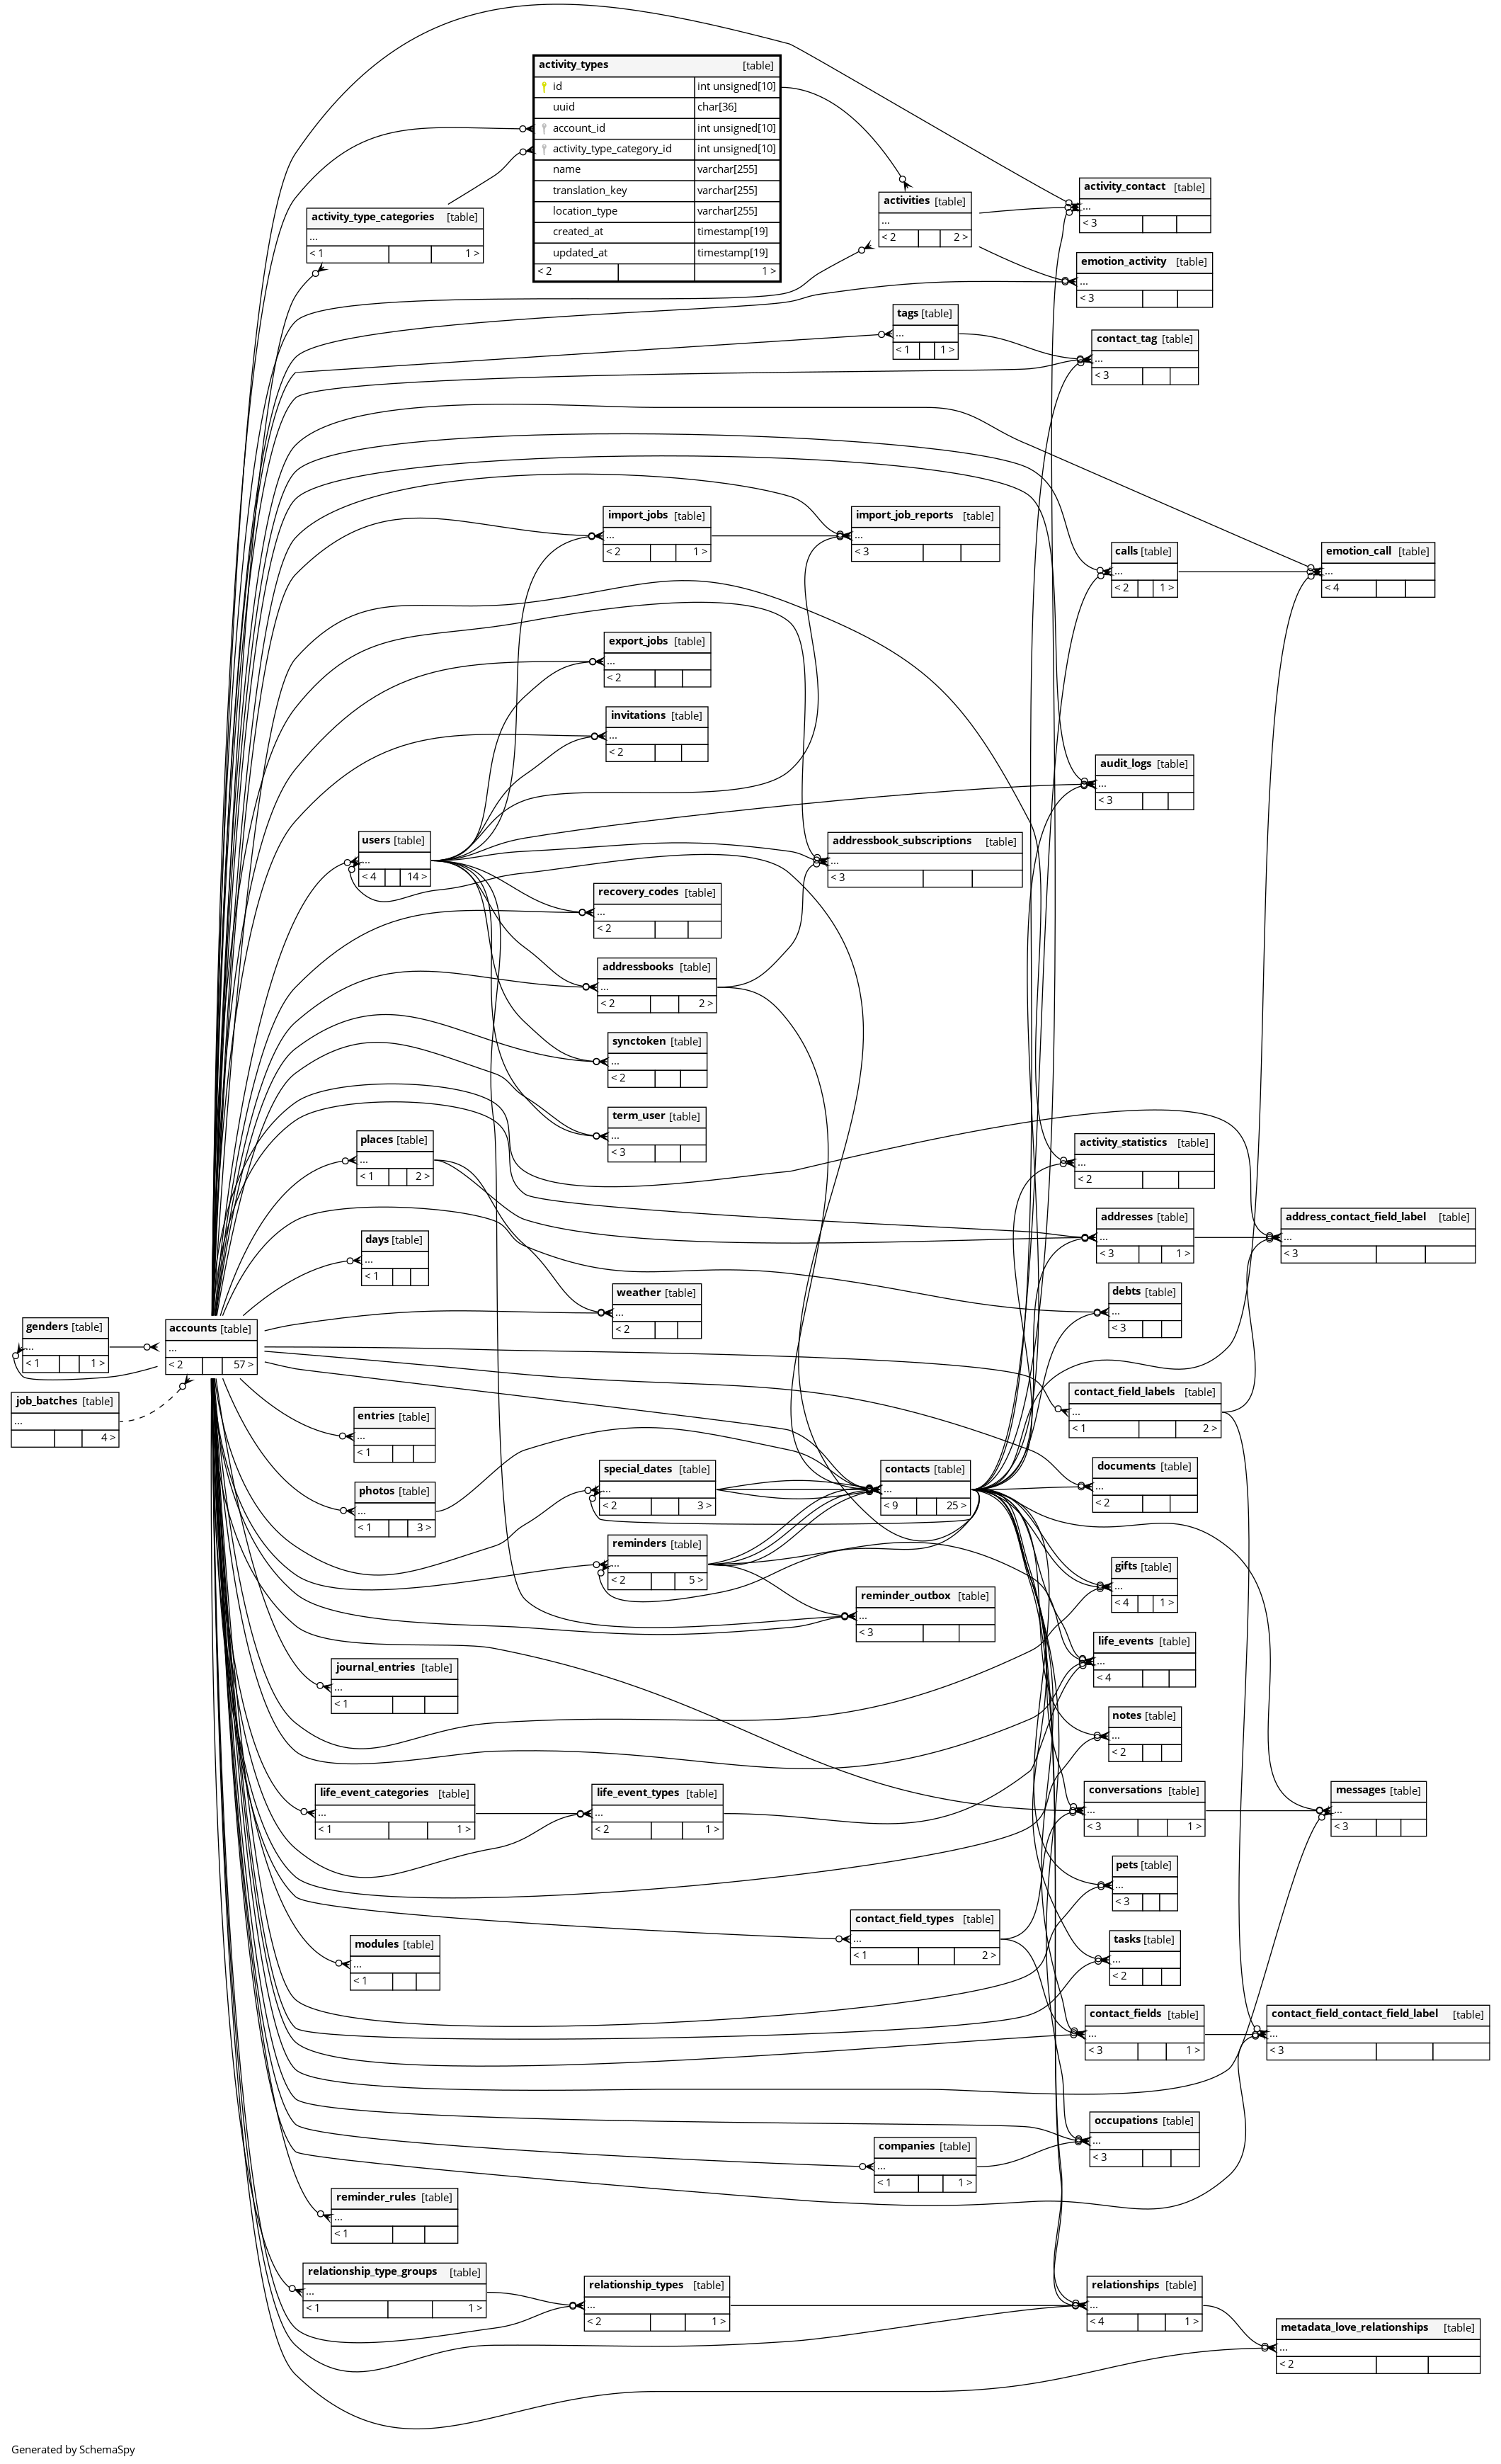 activity_types [table]
id int unsigned[10]
uuid char[36]
account_id int unsigned[10]
activity_type_category_id int unsigned[10]
name varchar[255]
translation_key varchar[255]
location_type varchar[255]
created_at timestamp[19]
updated_at timestamp[19]
< 2 1 >
activity_contact [table]
...
< 3
activities [table]
...
< 2 2 >
activity_type_categories [table]
...
< 1 1 >
emotion_activity [table]
...
< 3
tags [table]
...
< 1 1 >
contact_tag [table]
...
< 3
import_jobs [table]
...
< 2 1 >
import_job_reports [table]
...
< 3
calls [table]
...
< 2 1 >
emotion_call [table]
...
< 4
export_jobs [table]
...
< 2
invitations [table]
...
< 2
audit_logs [table]
...
< 3
users [table]
...
< 4 14 >
addressbook_subscriptions [table]
...
< 3
recovery_codes [table]
...
< 2
addressbooks [table]
...
< 2 2 >
synctoken [table]
...
< 2
term_user [table]
...
< 3
places [table]
...
< 1 2 >
activity_statistics [table]
...
< 2
addresses [table]
...
< 3 1 >
address_contact_field_label [table]
...
< 3
days [table]
...
< 1
weather [table]
...
< 2
debts [table]
...
< 3
genders [table]
...
< 1 1 >
accounts [table]
...
< 2 57 >
job_batches [table]
...
4 >
contact_field_labels [table]
...
< 1 2 >
entries [table]
...
< 1
special_dates [table]
...
< 2 3 >
contacts [table]
...
< 9 25 >
documents [table]
...
< 2
photos [table]
...
< 1 3 >
reminders [table]
...
< 2 5 >
gifts [table]
...
< 4 1 >
reminder_outbox [table]
...
< 3
life_events [table]
...
< 4
journal_entries [table]
...
< 1
notes [table]
...
< 2
life_event_categories [table]
...
< 1 1 >
life_event_types [table]
...
< 2 1 >
conversations [table]
...
< 3 1 >
messages [table]
...
< 3
pets [table]
...
< 3
contact_field_types [table]
...
< 1 2 >
modules [table]
...
< 1
tasks [table]
...
< 2
contact_fields [table]
...
< 3 1 >
contact_field_contact_field_label [table]
...
< 3
occupations [table]
...
< 3
companies [table]
...
< 1 1 >
reminder_rules [table]
...
< 1
relationship_type_groups [table]
...
< 1 1 >
relationship_types [table]
...
< 2 1 >
relationships [table]
...
< 4 1 >
metadata_love_relationships [table]
...
< 2
Generated by SchemaSpy